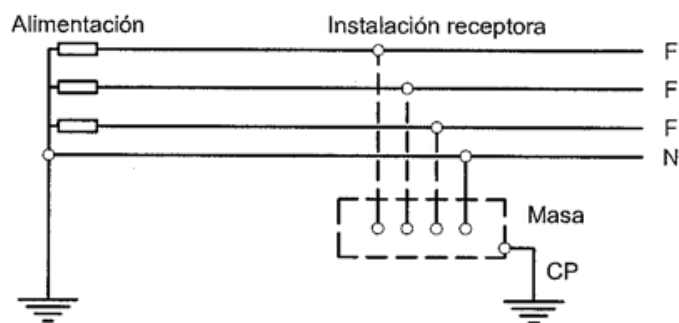 Alimentación
Instalación receptora
F
F
F
N
Masa
CP